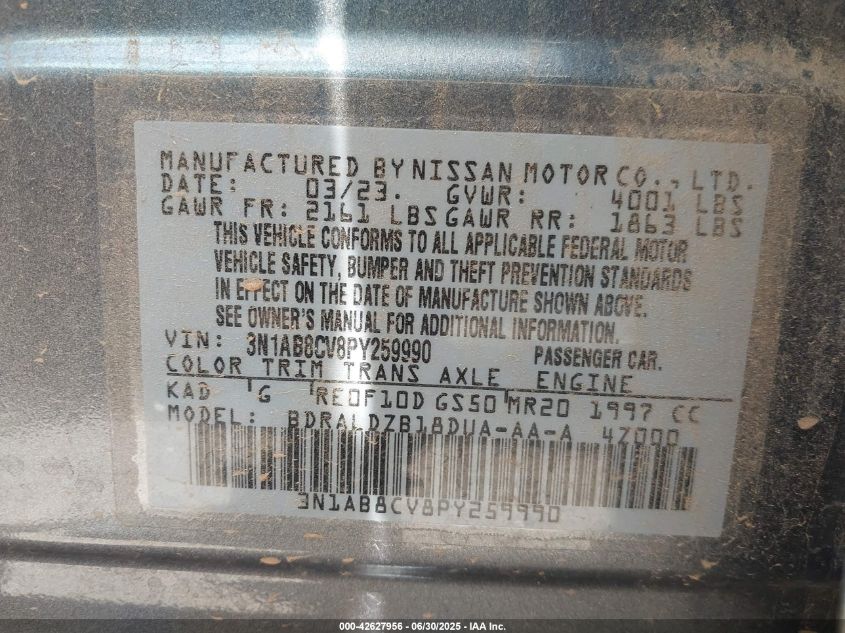 MANUFACTURED BY NISSAN MOTOR CO., LTD.
DATE: 03/23. GVWR: 4001 LBS
GAWR FR: 2161 LBS GAWR RR: 1863 LBS
THIS VEHICLE CONFORMS TO ALL APPLICABLE FEDERAL MOTOR
VEHICLE SAFETY, BUMPER AND THEFT PREVENTION STANDARDS
IN EFFECT ON THE DATE OF MANUFACTURE SHOWN ABOVE.
SEE OWNER'S MANUAL FOR ADDITIONAL INFORMATION.
VIN: 3N1AB8CV8PY259990 PASSENGER CAR.
COLOR TRIM TRANS AXLE ENGINE
KAD G RE0F10D GS50 MR20 1997 CC
MODEL: BDRALDZB18DUA-AA-A 4Z000
3N1AB8CV8PY259990
000-42627956 - 06/30/2025 - IAA Inc.